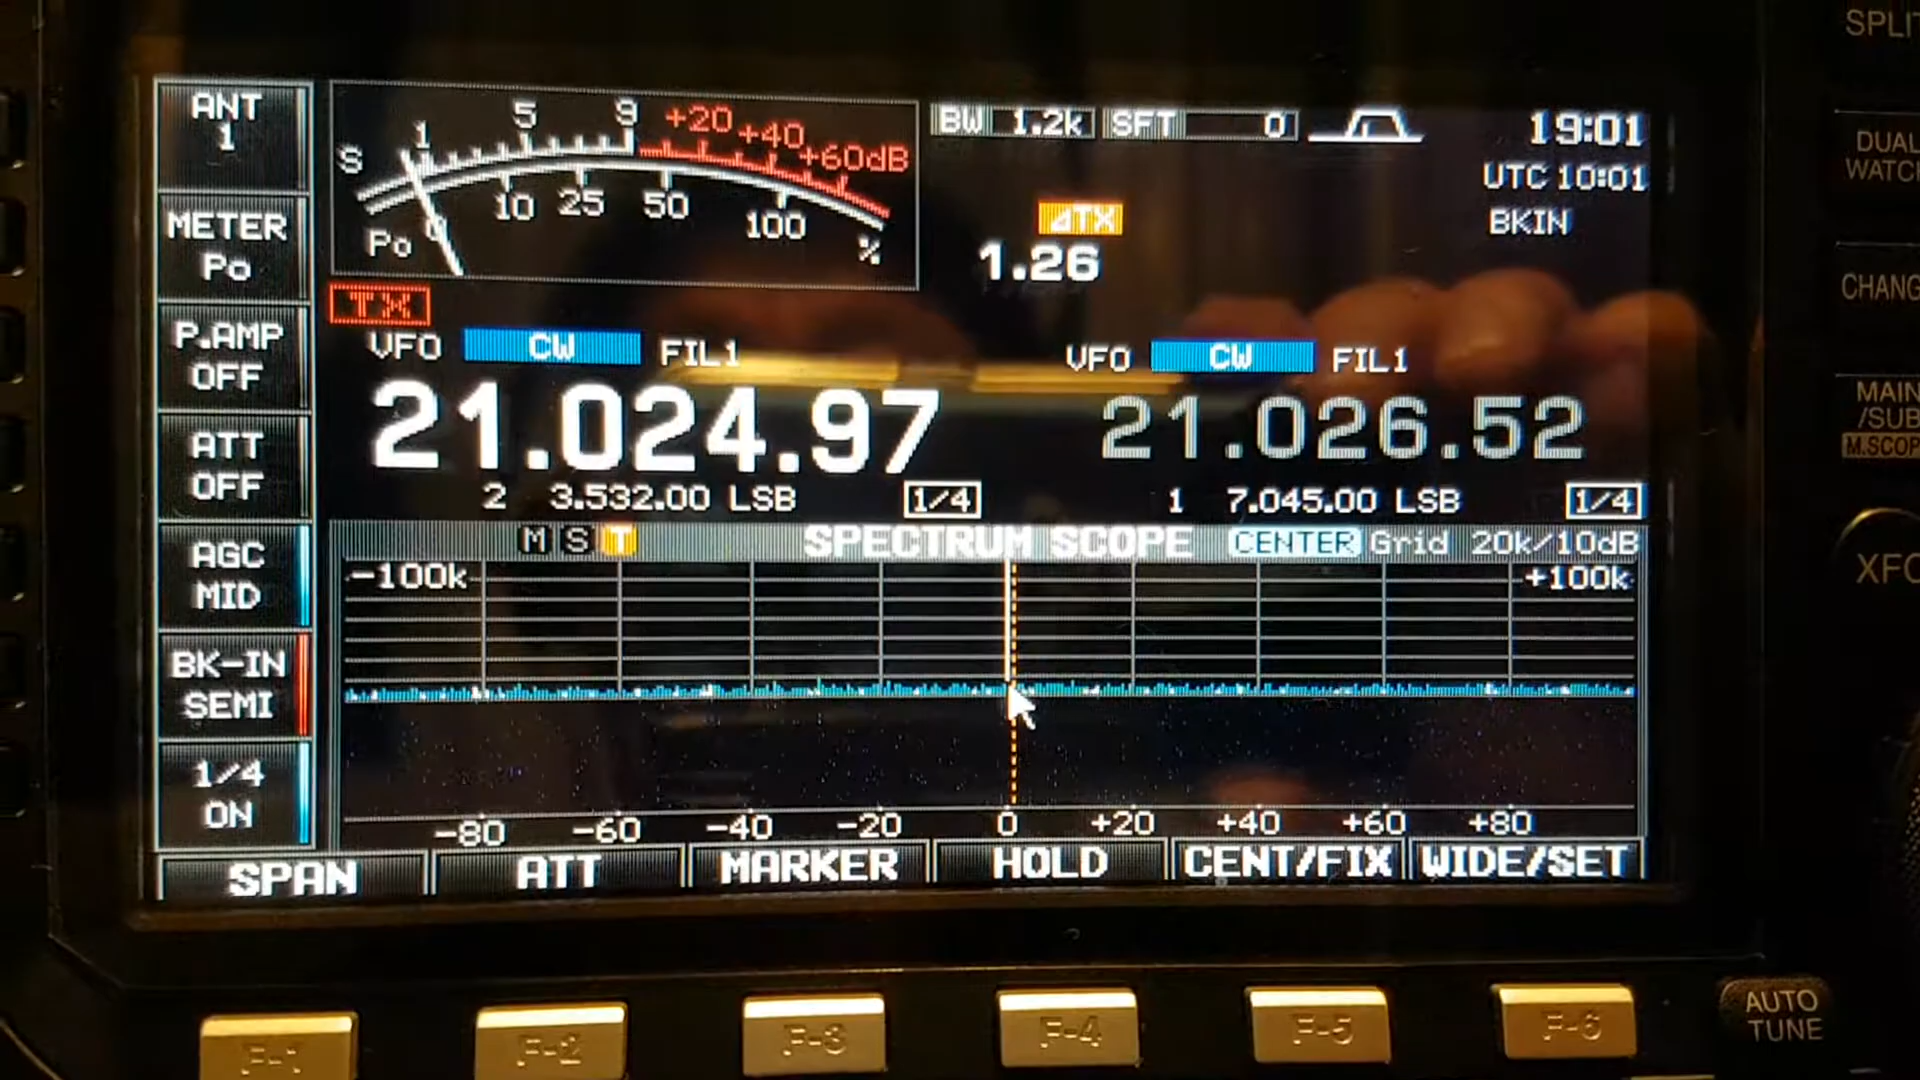 ANT
1
METER
Po
P.AMP
OFF
ATT
OFF
AGC
MID
BK-IN
SEMI
1/4
ON
S 1 5 9 +20 +40 +60dB
Po 0 10 25 50 100 %
BW 1.2k SFT 0
19:01
UTC 10:01
BKIN
⊿TX
1.26
TX
VFO CW FIL1
21.024.97
2 3.532.00 LSB 1/4
VFO CW FIL1
21.026.52
1 7.045.00 LSB 1/4
M S T SPECTRUM SCOPE CENTER Grid 20k/10dB
-100k +100k
-80 -60 -40 -20 0 +20 +40 +60 +80
SPAN ATT MARKER HOLD CENT/FIX WIDE/SET
F-1 F-2 F-3 F-4 F-5 F-6
AUTO
TUNE
SPLIT
DUAL
WATCH
CHANG
MAIN
/SUB
M.SCOP
XFC